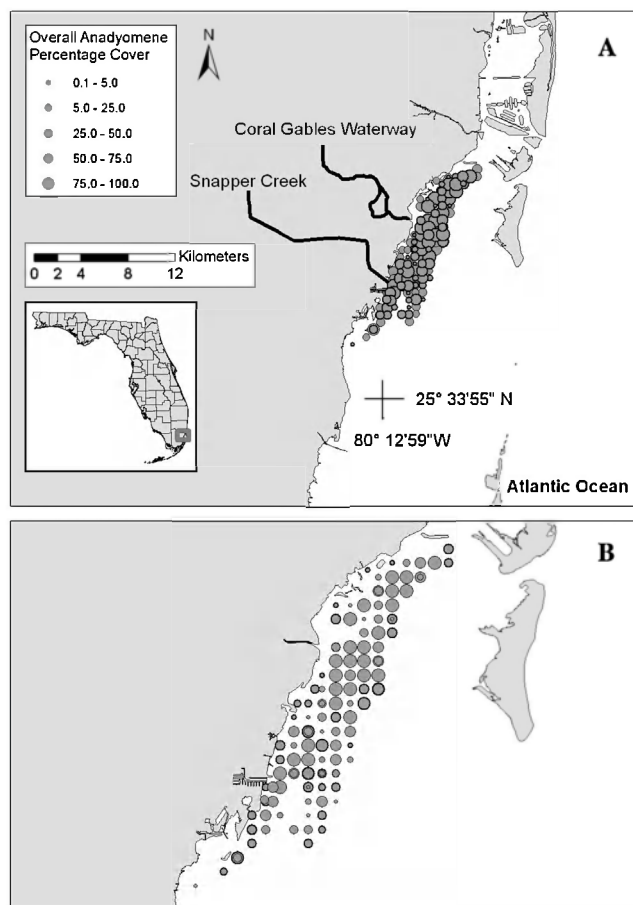 Overall Anadyomene
Percentage Cover
0.1 - 5.0
5.0 - 25.0
25.0 - 50.0
50.0 - 75.0
75.0 - 100.0
N
A
Coral Gables Waterway
Snapper Creek
Kilometers
0 2 4 8 12
25° 33'55" N
80° 12'59"W
Atlantic Ocean
B